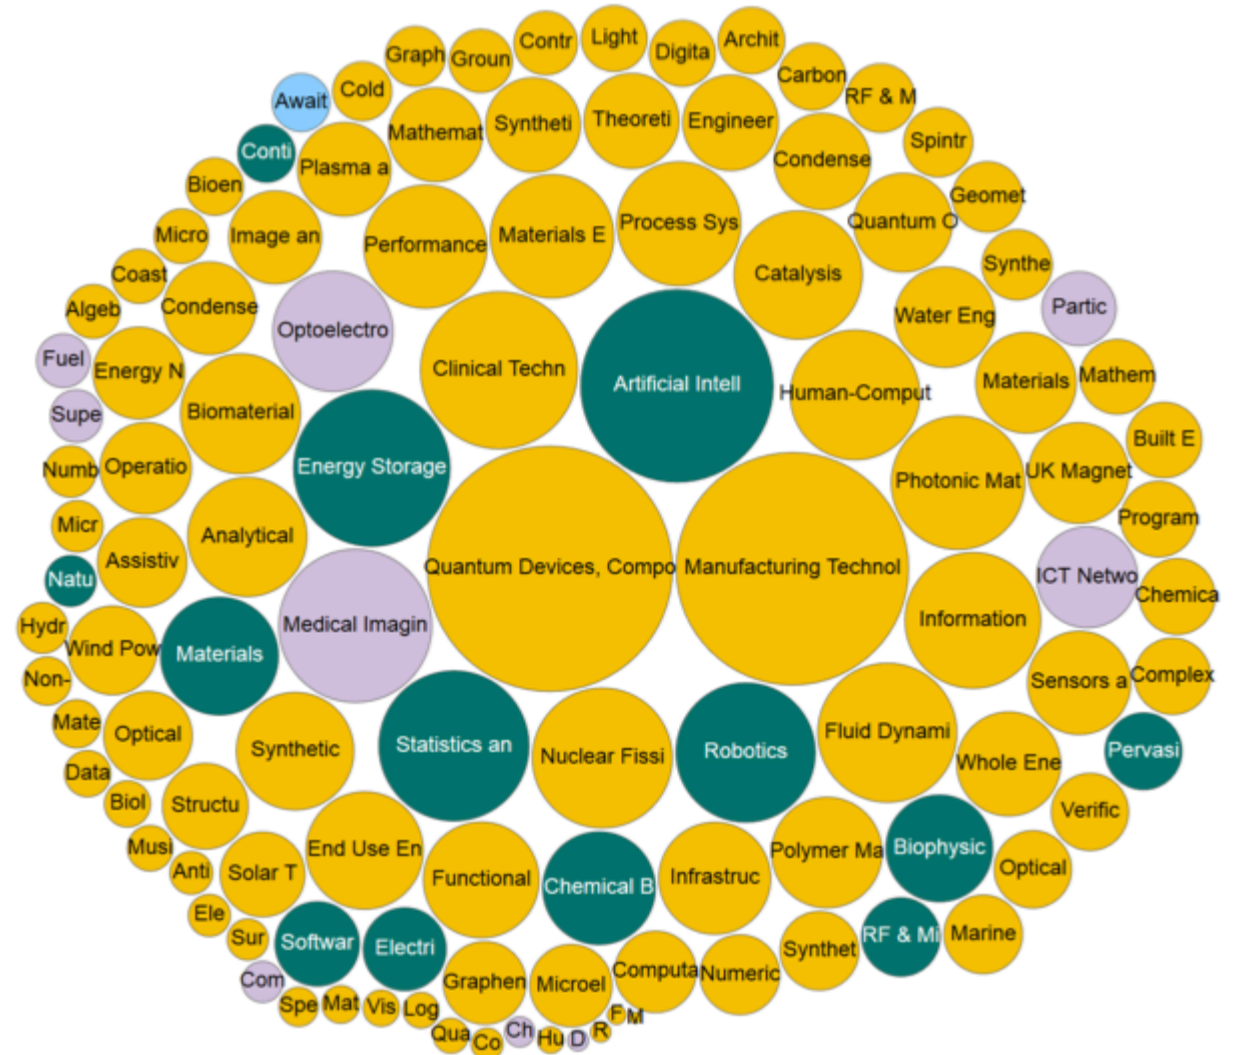 Graph
Groun
Contr
Light
Digita
Archit
Carbon
RF & M
Await
Cold
Mathemat
Syntheti
Theoreti
Engineer
Condense
Spintr
Conti
Plasma a
Bioen
Geomet
Micro
Image an
Performance
Materials E
Process Sys
Catalysis
Quantum O
Synthe
Coast
Algeb
Condense
Optoelectro
Water Eng
Partic
Fuel
Energy N
Clinical Techn
Artificial Intell
Human-Comput
Materials
Mathem
Supe
Biomaterial
Built E
Numb
Operatio
Energy Storage
Photonic Mat
UK Magnet
Micr
Analytical
Program
Natu
Assistiv
Quantum Devices, Compo
Manufacturing Technol
ICT Netwo
Chemica
Hydr
Wind Pow
Materials
Medical Imagin
Information
Non-
Sensors a
Complex
Mate
Optical
Synthetic
Statistics an
Nuclear Fissi
Robotics
Fluid Dynami
Whole Ene
Pervasi
Data
Biol
Structu
Verific
Musi
Anti
Solar T
End Use En
Functional
Chemical B
Infrastruc
Polymer Ma
Biophysic
Optical
Ele
Sur
Softwar
Electri
Synthet
RF & Mi
Marine
Com
Graphen
Microel
Computa
Numeric
Spe
Mat
Vis
Log
Qua
Co
Ch
Hu
D
R
F
M